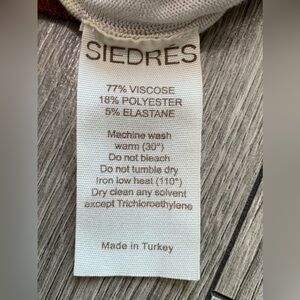 SIEDRÉS
77% VISCOSE
18% POLYESTER
5% ELASTANE
Machine wash
warm (30°)
Do not bleach
Do not tumble dry
Iron low heat (110°)
Dry clean any solvent
except Trichloroethylene
Made in Turkey